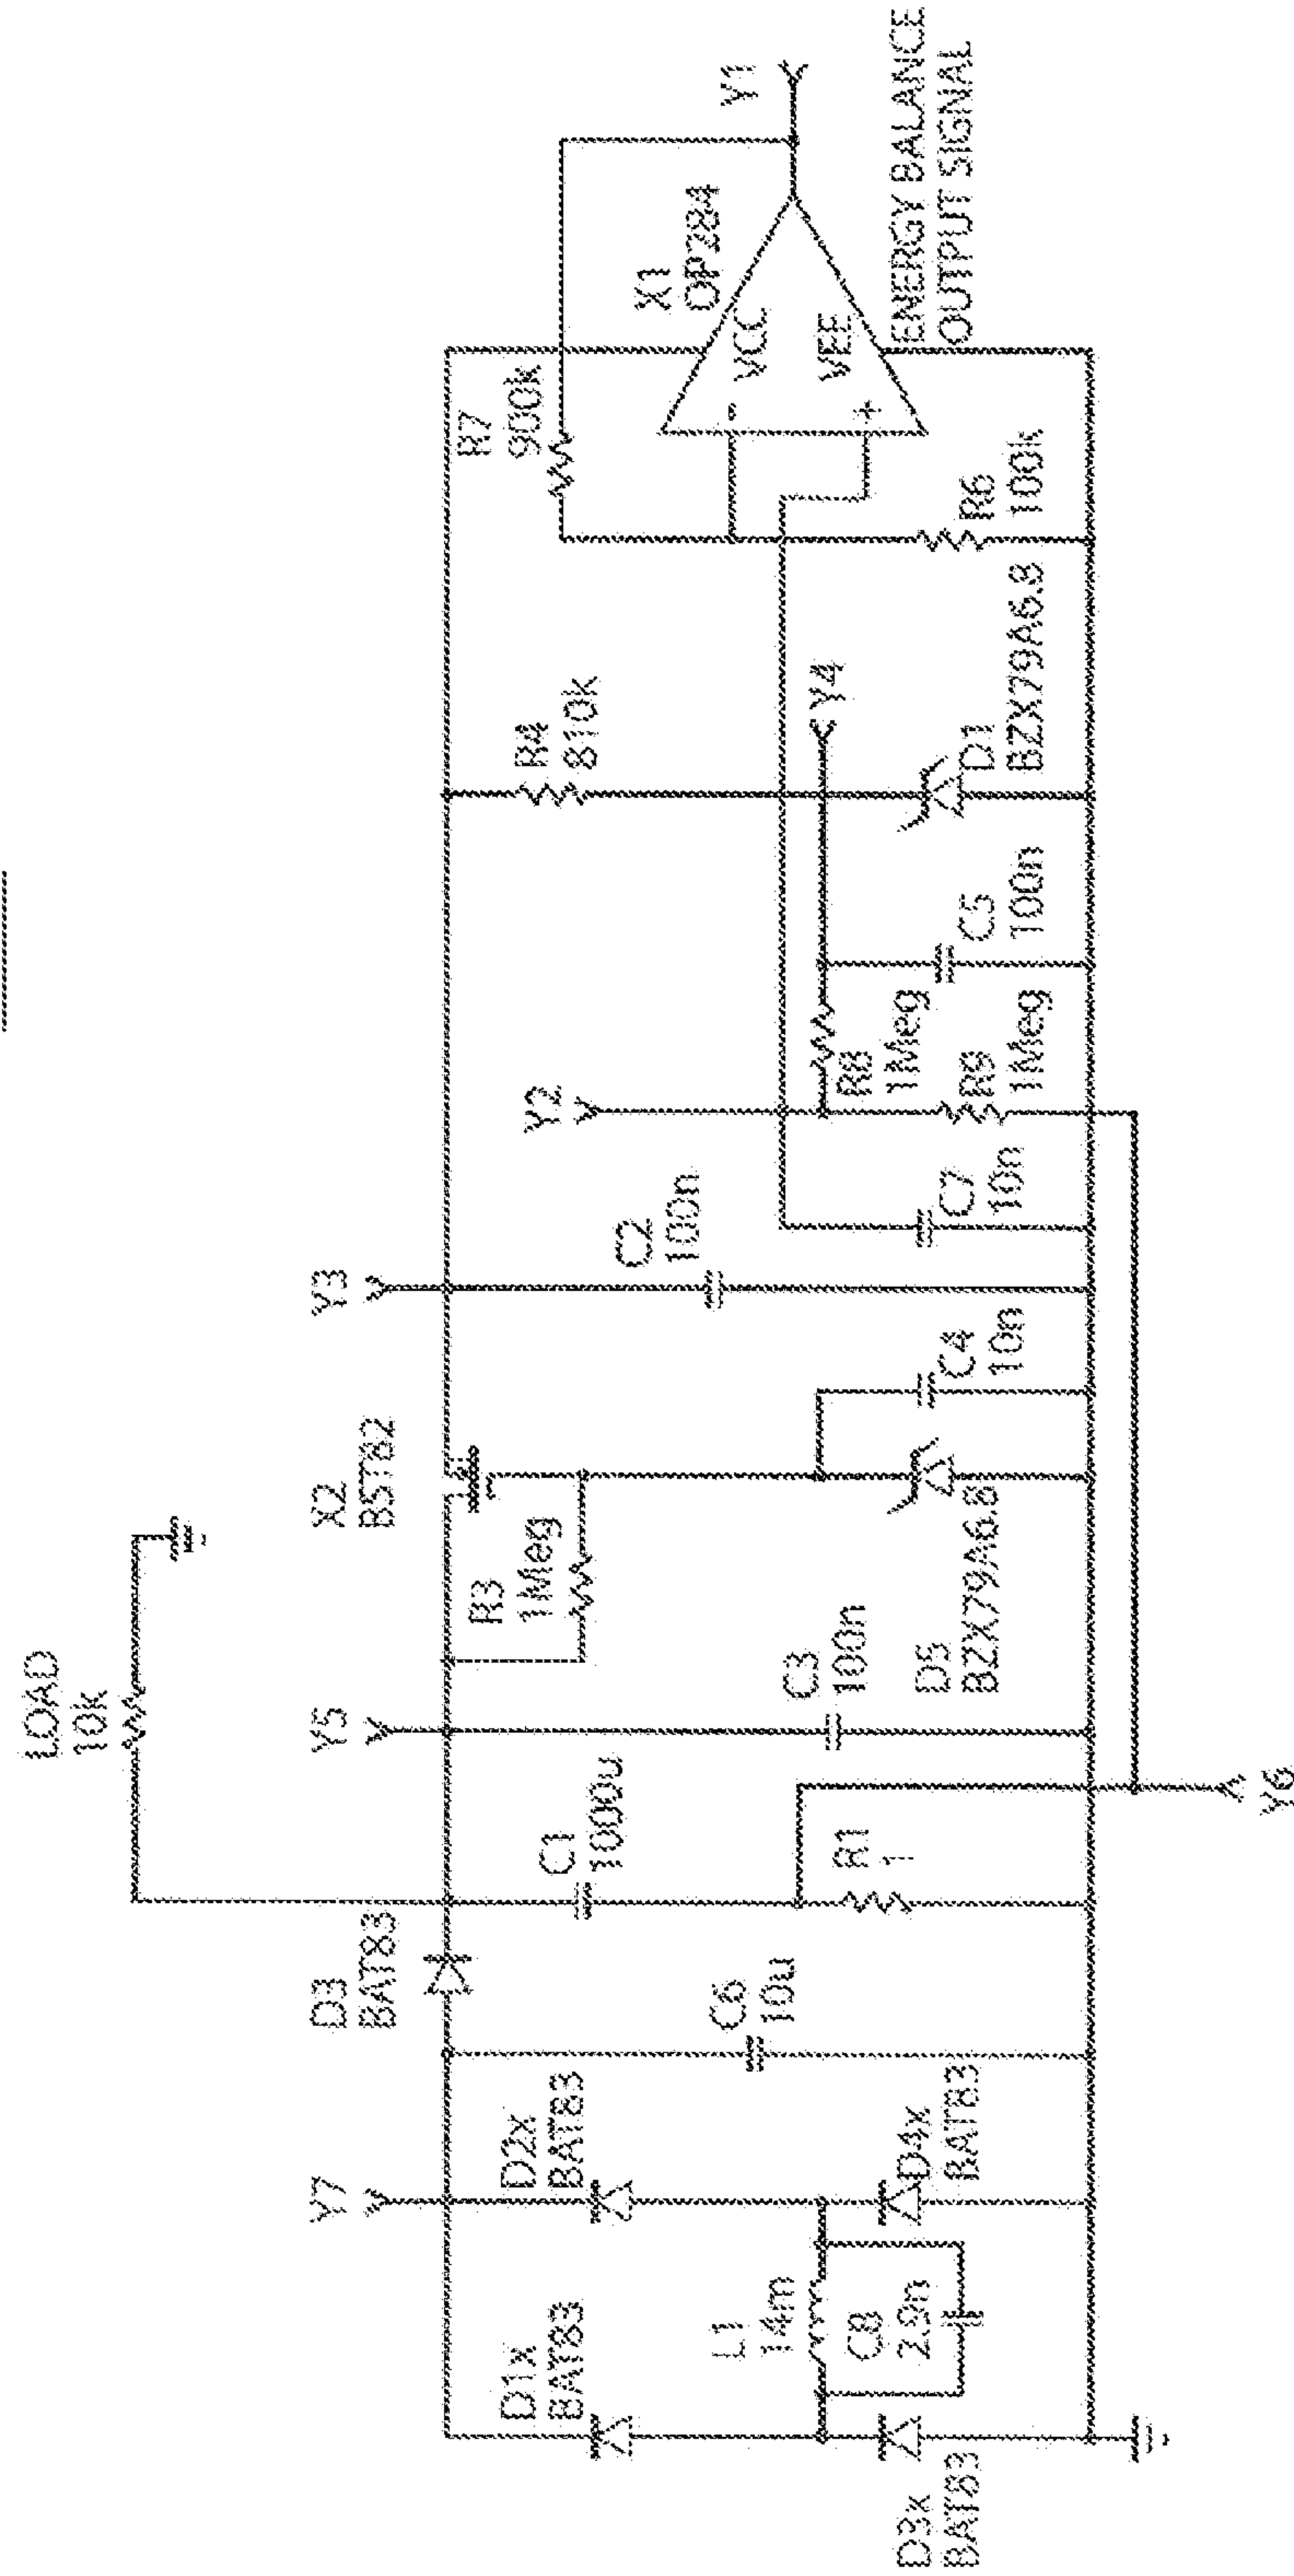 LOAD
10k
D3
BAT83
Y7
Y5
X2
BST82
Y3
D1x
BAT83
D2x
BAT83
C1
1000u
R3
1Meg
Y2
R4
810k
R7
900k
L1
14m
C6
10u
C3
100n
C2
100n
X1
OP284
Y1
VCC
-
VEE
+
Y4
C8
2.9n
R1
1
R8
1Meg
D3x
BAT83
D4x
BAT83
D5
BZX79A6.8
C4
10n
C7
10n
R9
1Meg
C5
100n
D1
BZX79A6.8
R6
100k
ENERGY BALANCE
OUTPUT SIGNAL
Y6